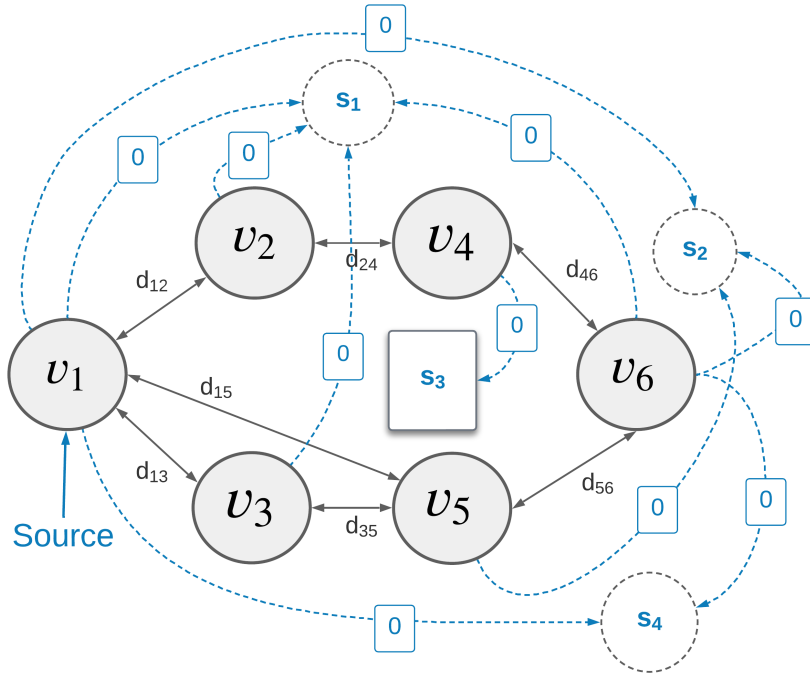 0
s₁
0
0
0
v₂
v₄
d₂₄
s₂
d₁₂
d₄₆
0
0
0
v₁
s₃
v₆
d₁₅
d₁₃
d₅₆
v₃
v₅
0
0
d₃₅
Source
0
s₄